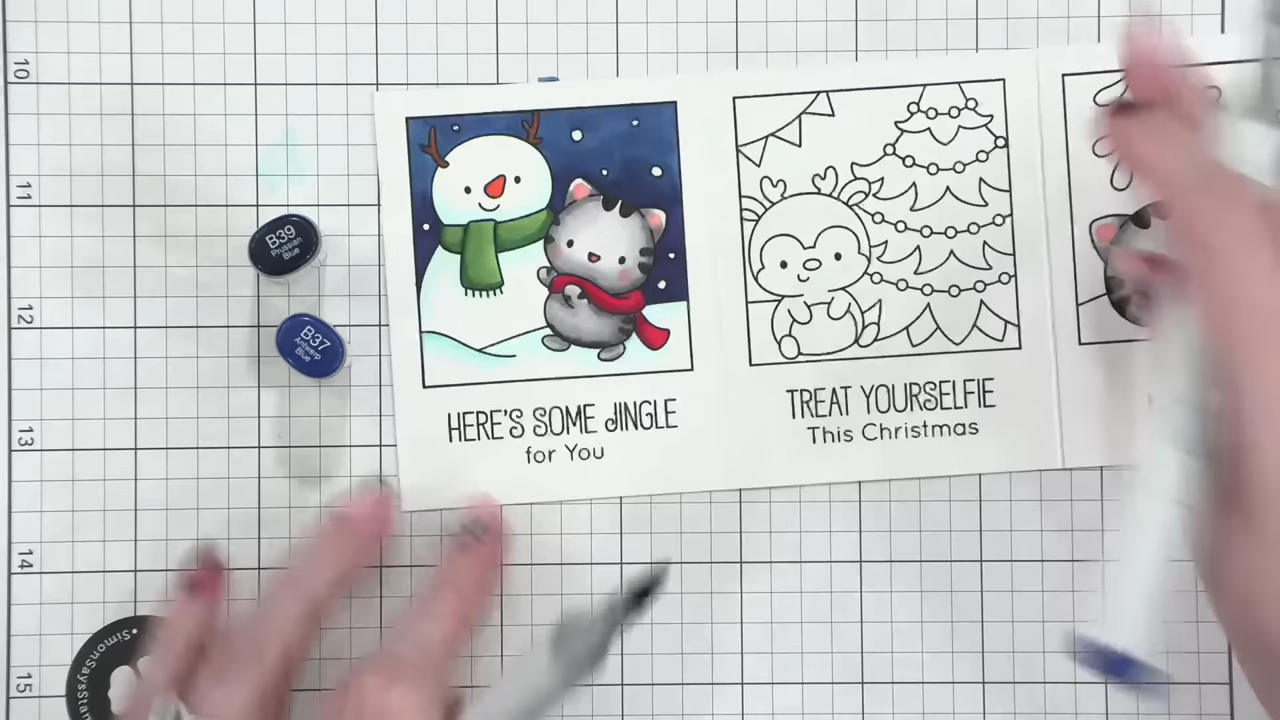 10
11
12
13
14
15
B39
Prussian
Blue
B37
Antwerp
Blue
HERE'S SOME JINGLE
for You
TREAT YOURSELFIE
This Christmas
•SimonSaysSta